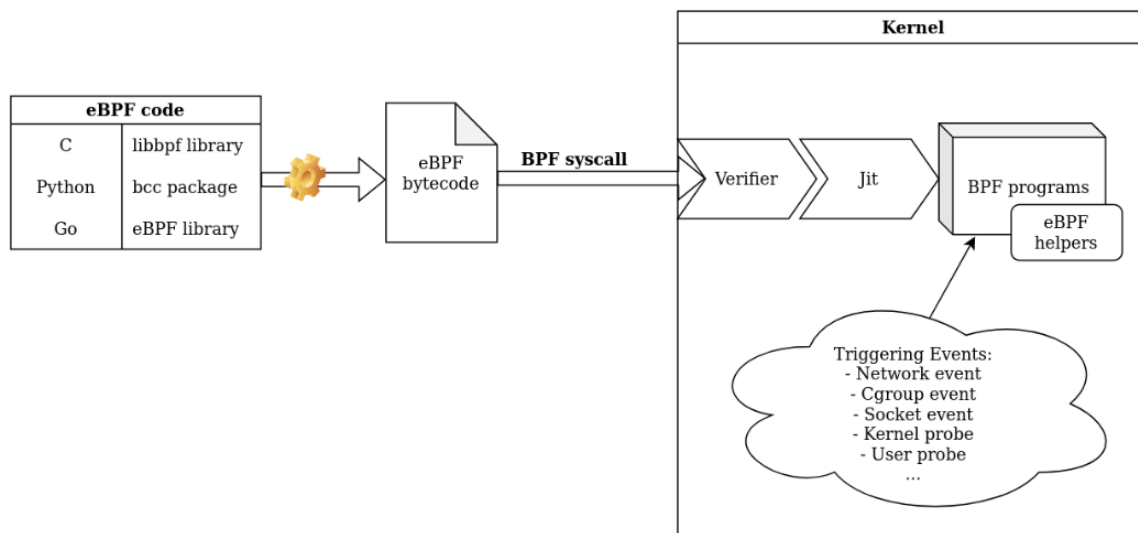 Kernel
eBPF code
C
libbpf library
Python
bcc package
Go
eBPF library
eBPF
bytecode
BPF syscall
Verifier
Jit
BPF programs
eBPF
helpers
Triggering Events:
- Network event
- Cgroup event
- Socket event
- Kernel probe
- User probe
...